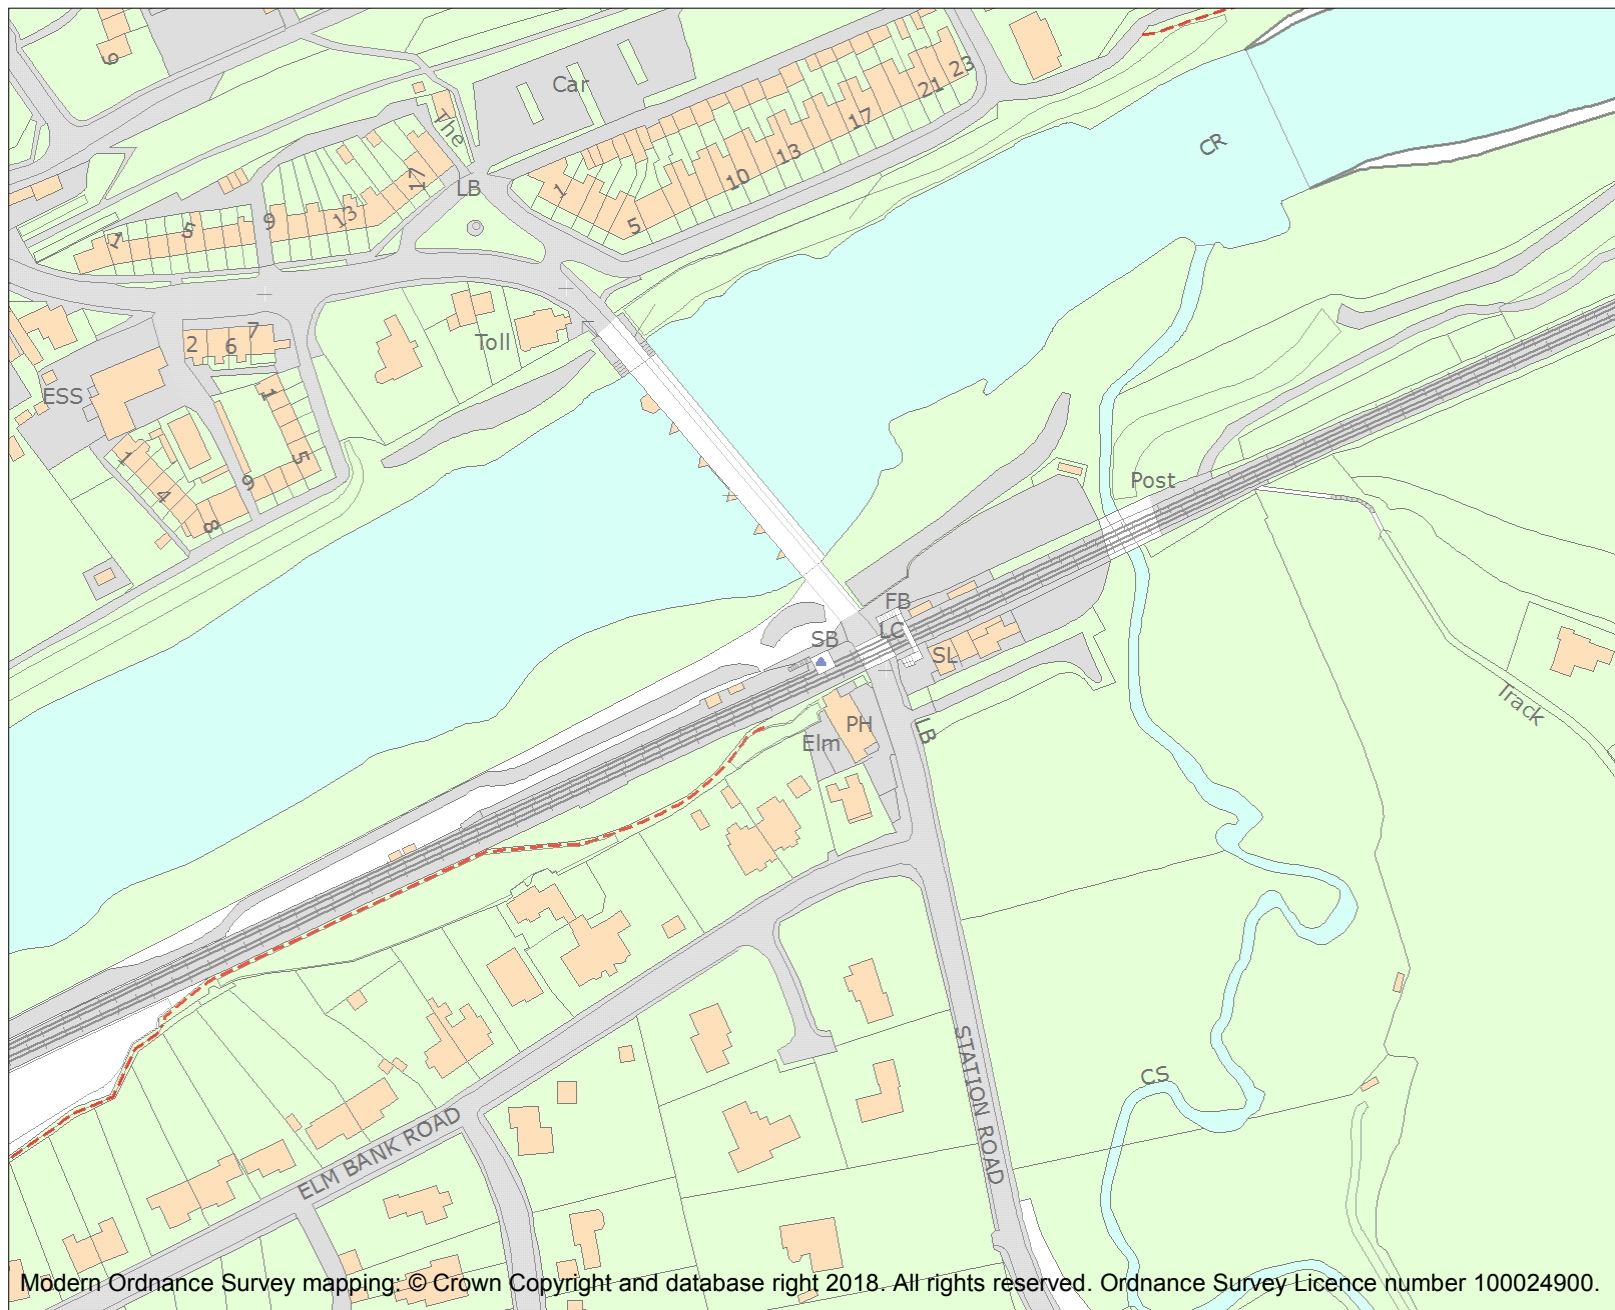 9
Car
The
LB
1
5
10
13
17
21
23
CR
1
5
9
13
17
2
6
7
Toll
ESS
1
5
1
4
8
9
Post
FB
LC
SB
SL
PH
Elm
LB
Track
STATION ROAD
CS
ELM BANK ROAD
Modern Ordnance Survey mapping: © Crown Copyright and database right 2018. All rights reserved. Ordnance Survey Licence number 100024900.